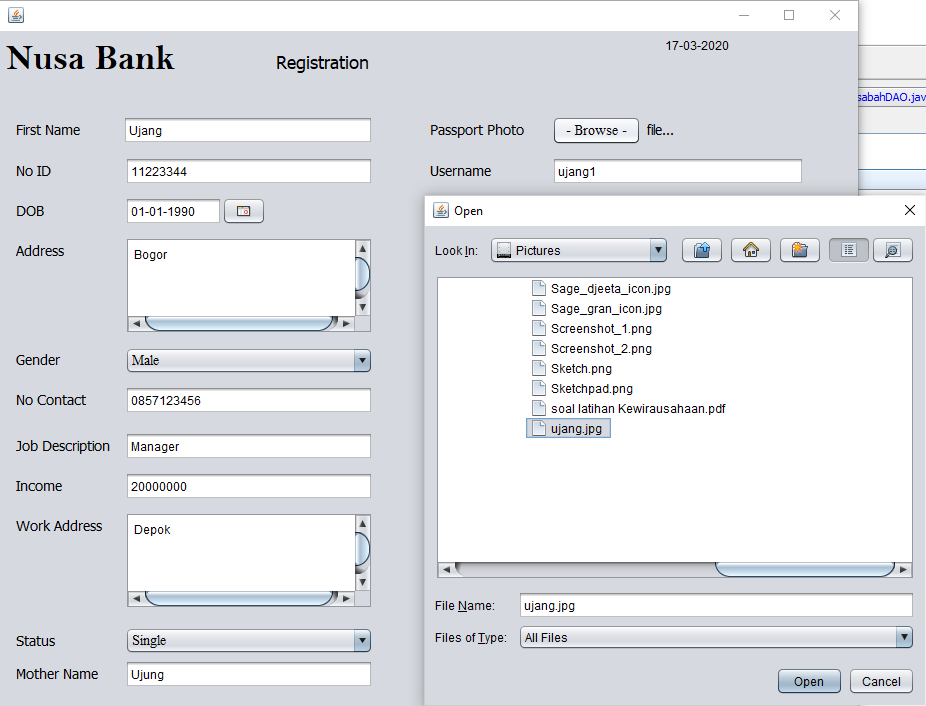 17-03-2020
Nusa Bank
Registration
sabahDAO.jav
First Name
Ujang
Passport Photo
- Browse -
file...
No ID
11223344
Username
ujang1
DOB
01-01-1990
Address
Bogor
Gender
Male
No Contact
0857123456
Job Description
Manager
Income
20000000
Work Address
Depok
Status
Single
Mother Name
Ujung
Open
Look In:
Pictures
Sage_djeeta_icon.jpg
Sage_gran_icon.jpg
Screenshot_1.png
Screenshot_2.png
Sketch.png
Sketchpad.png
soal latihan Kewirausahaan.pdf
ujang.jpg
File Name:
ujang.jpg
Files of Type:
All Files
Open
Cancel